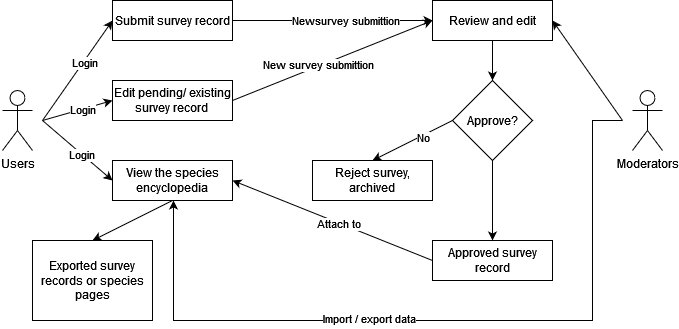 Submit survey record
Newsurvey submittion
Review and edit
Login
New survey submittion
Edit pending/ existing
survey record
Login
Approve?
No
Users
Moderators
Login
View the species
encyclopedia
Reject survey,
archived
Attach to
Approved survey
record
Exported survey
records or species
pages
Import / export data